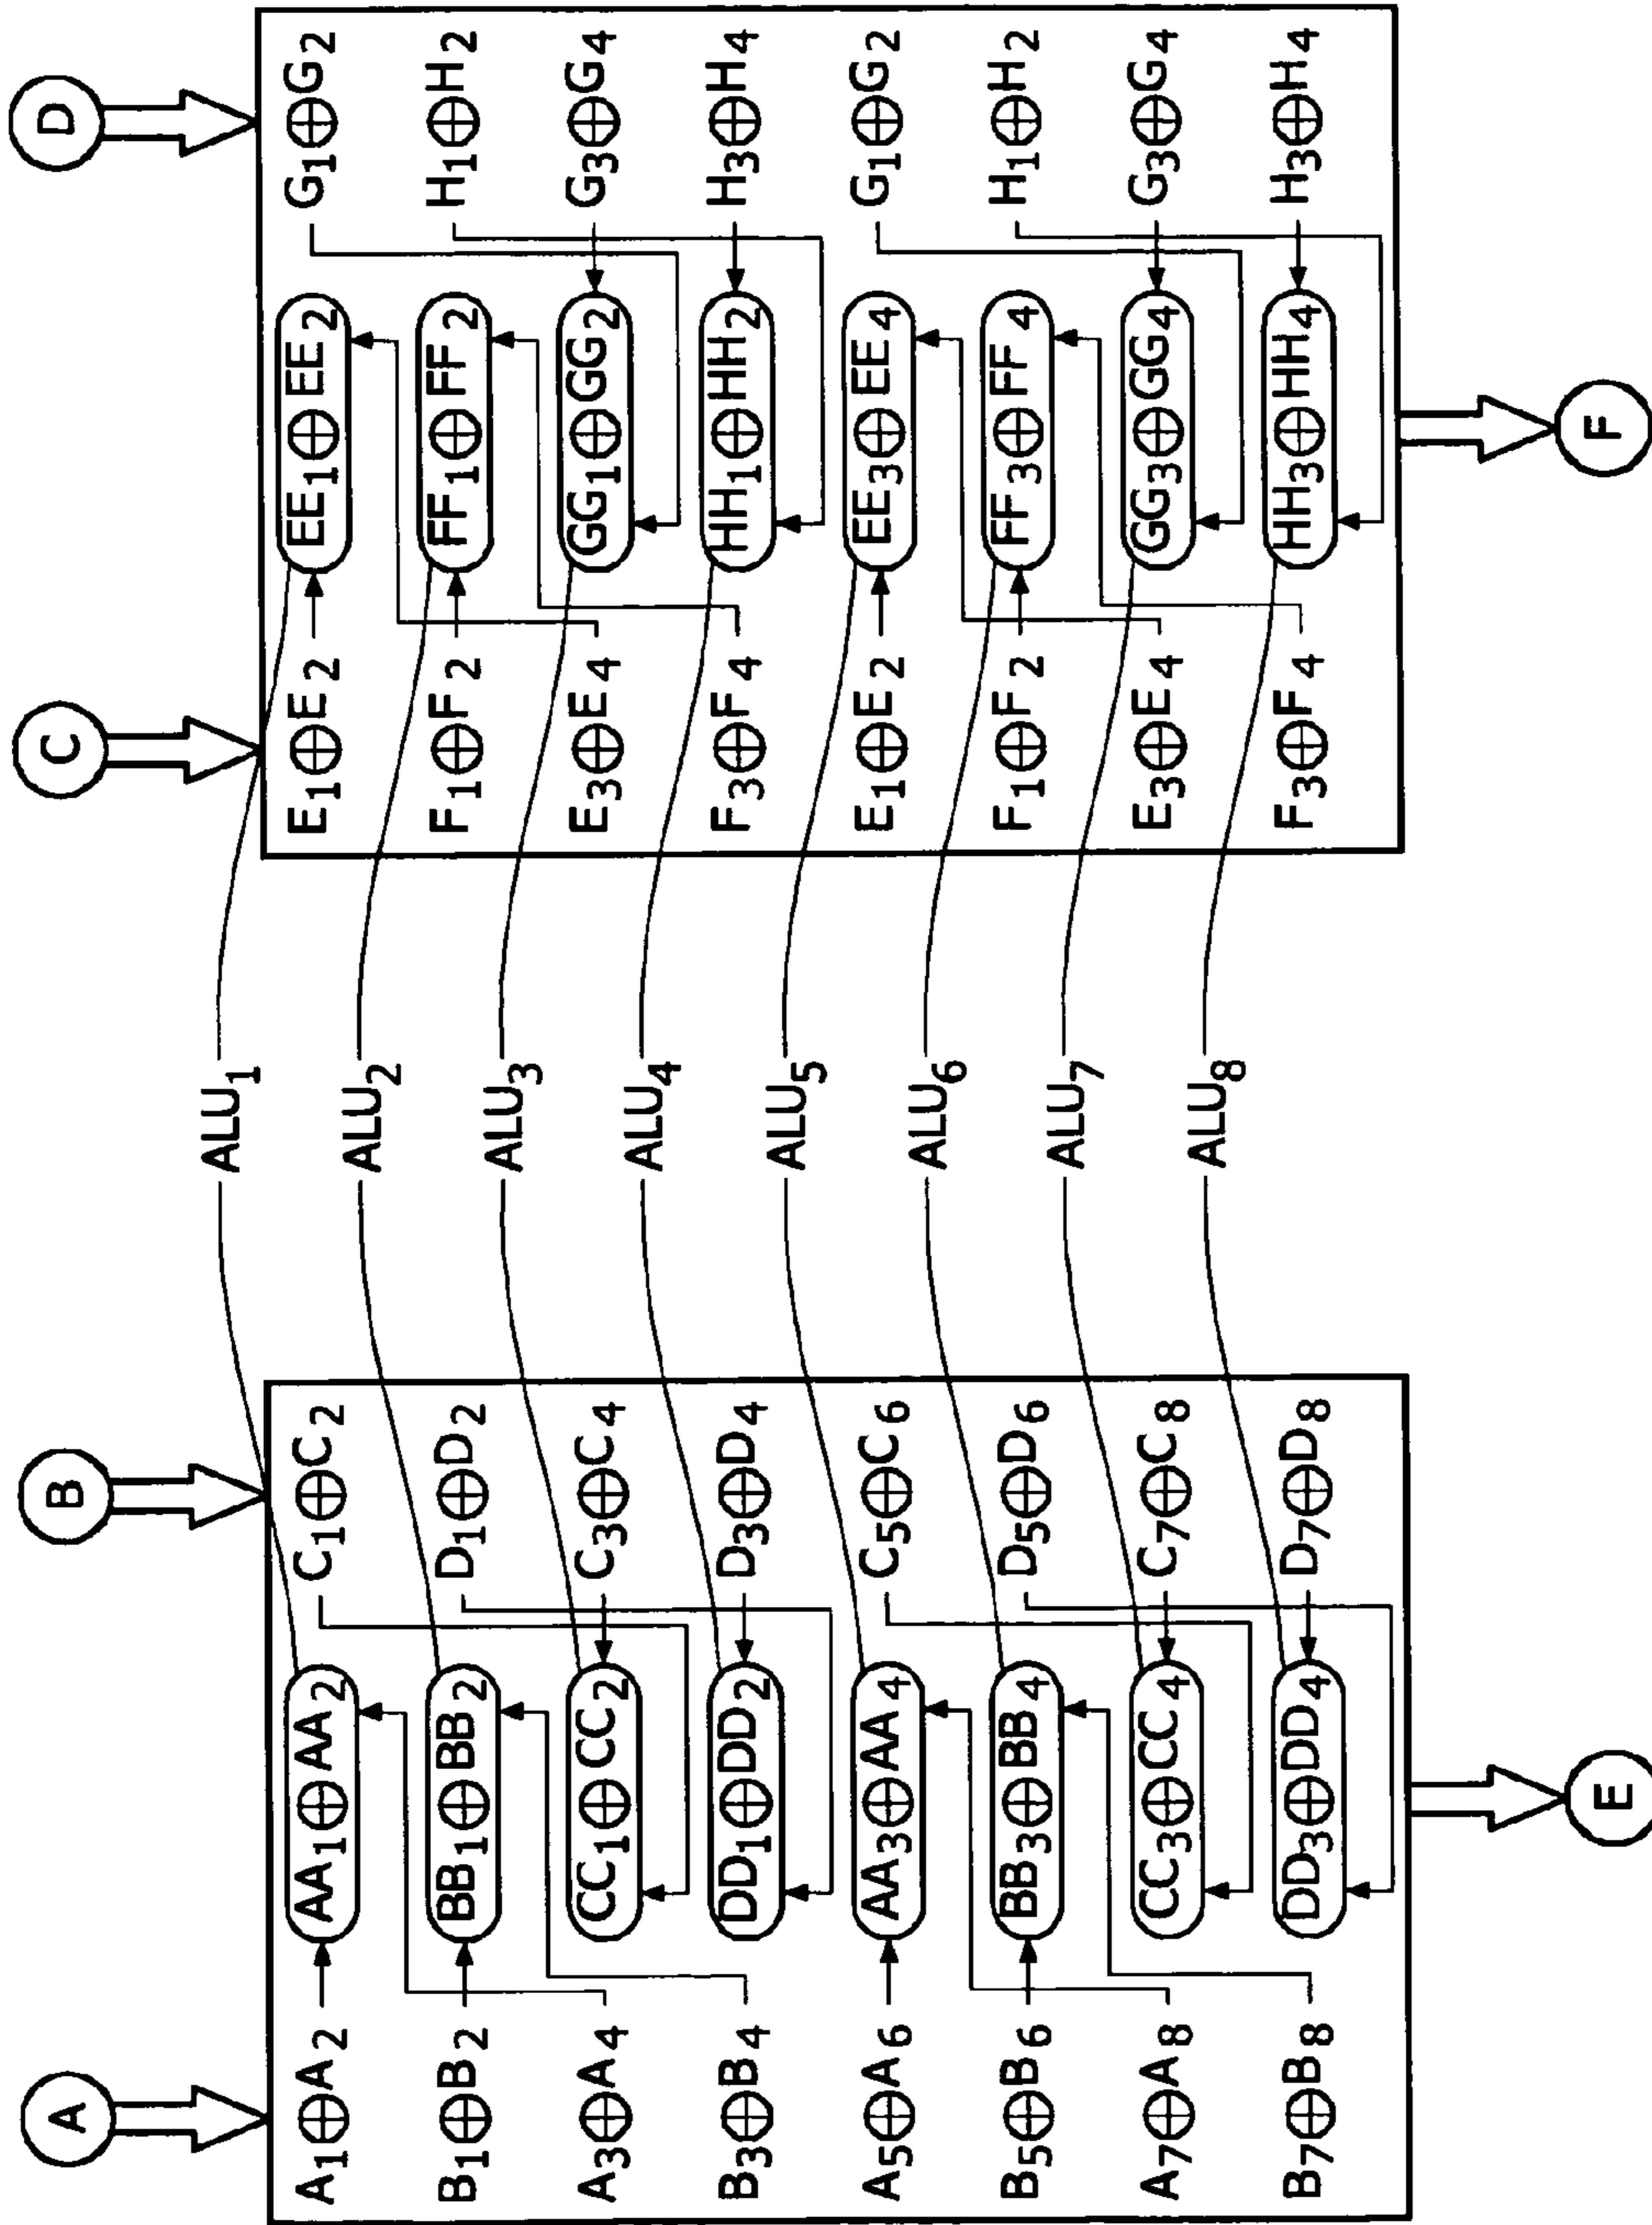 A B C D
ALU₁
A₁⊕A₂ AA₁⊕AA₂ C₁⊕C₂ E₁⊕E₂ EE₁⊕EE₂ G₁⊕G₂
ALU₂
B₁⊕B₂ BB₁⊕BB₂ D₁⊕D₂ F₁⊕F₂ FF₁⊕FF₂ H₁⊕H₂
ALU₃
A₃⊕A₄ CC₁⊕CC₂ C₃⊕C₄ E₃⊕E₄ GG₁⊕GG₂ G₃⊕G₄
ALU₄
B₃⊕B₄ DD₁⊕DD₂ D₃⊕D₄ F₃⊕F₄ HH₁⊕HH₂ H₃⊕H₄
ALU₅
A₅⊕A₆ AA₃⊕AA₄ C₅⊕C₆ E₁⊕E₂ EE₃⊕EE₄ G₁⊕G₂
ALU₆
B₅⊕B₆ BB₃⊕BB₄ D₅⊕D₆ F₁⊕F₂ FF₃⊕FF₄ H₁⊕H₂
ALU₇
A₇⊕A₈ CC₃⊕CC₄ C₇⊕C₈ E₃⊕E₄ GG₃⊕GG₄ G₃⊕G₄
ALU₈
B₇⊕B₈ DD₃⊕DD₄ D₇⊕D₈ F₃⊕F₄ HH₃⊕HH₄ H₃⊕H₄
E F